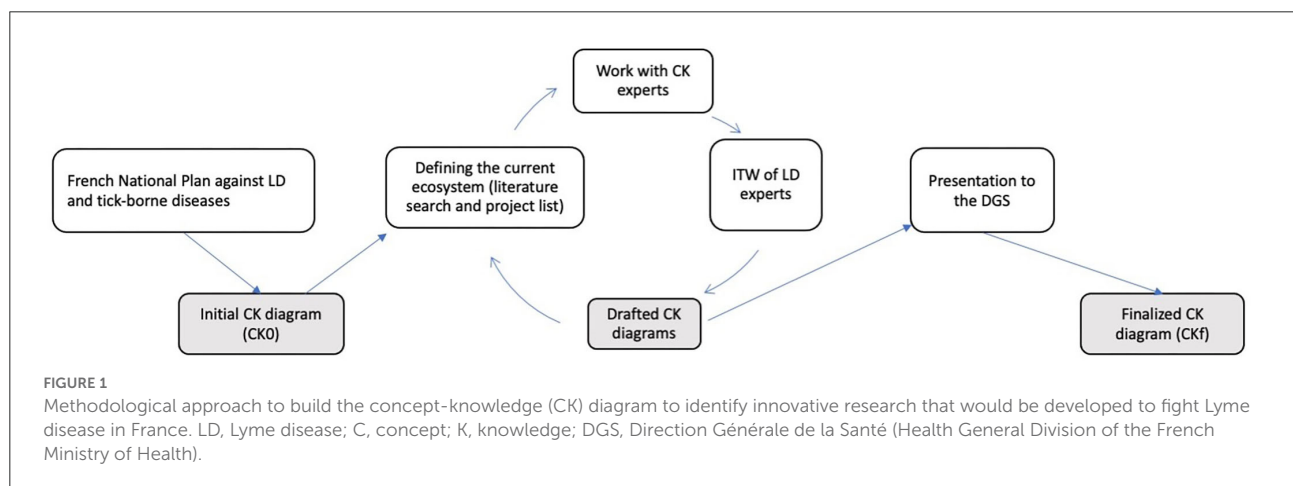 Work with CK
experts
French National Plan against LD
and tick-borne diseases
Defining the current
ecosystem (literature
search and project list)
ITW of LD
experts
Presentation to
the DGS
Initial CK diagram
(CK0)
Drafted CK
diagrams
Finalized CK
diagram (CKf)
FIGURE 1
Methodological approach to build the concept-knowledge (CK) diagram to identify innovative research that would be developed to fight Lyme
disease in France. LD, Lyme disease; C, concept; K, knowledge; DGS, Direction Générale de la Santé (Health General Division of the French
Ministry of Health).